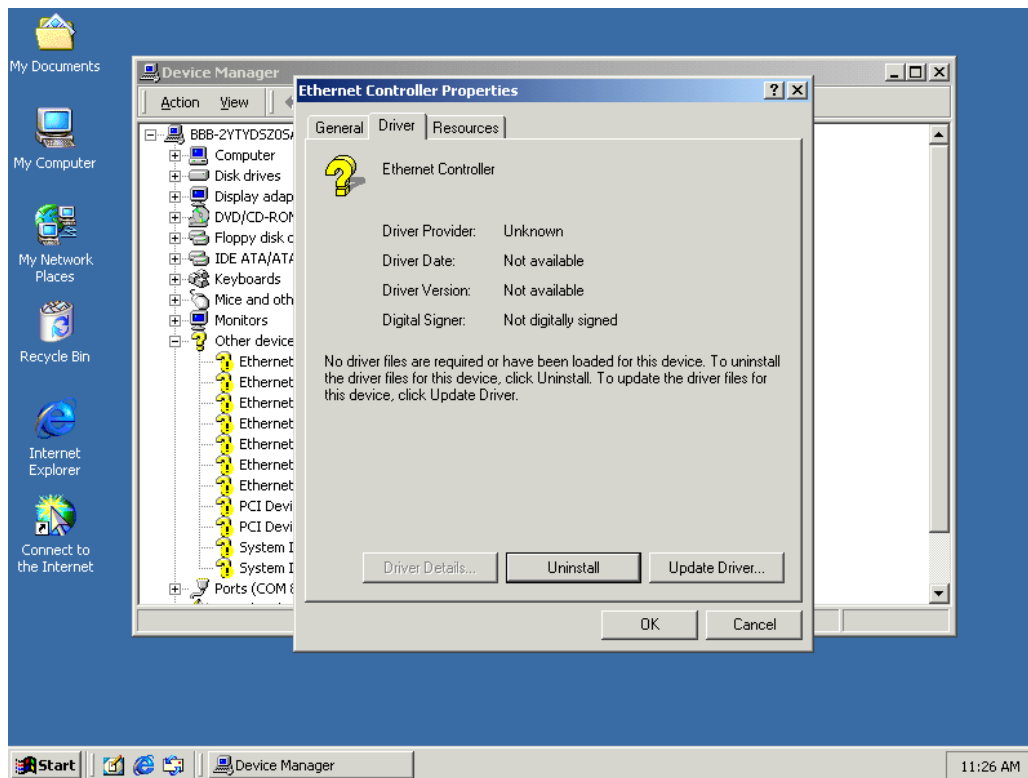 My Documents
My Computer
My Network
Places
Recycle Bin
Internet
Explorer
Connect to
the Internet
Device Manager
Action View
BBB-2YTYDSZ05A
Computer
Disk drives
Display adap
DVD/CD-ROM
Floppy disk c
IDE ATA/ATA
Keyboards
Mice and oth
Monitors
Other device
Ethernet
Ethernet
Ethernet
Ethernet
Ethernet
Ethernet
Ethernet
PCI Devi
PCI Devi
System I
System I
Ports (COM &
Ethernet Controller Properties
General Driver Resources
Ethernet Controller
Driver Provider: Unknown
Driver Date: Not available
Driver Version: Not available
Digital Signer: Not digitally signed
No driver files are required or have been loaded for this device. To uninstall
the driver files for this device, click Uninstall. To update the driver files for
this device, click Update Driver.
Driver Details... Uninstall Update Driver...
OK Cancel
Start Device Manager 11:26 AM